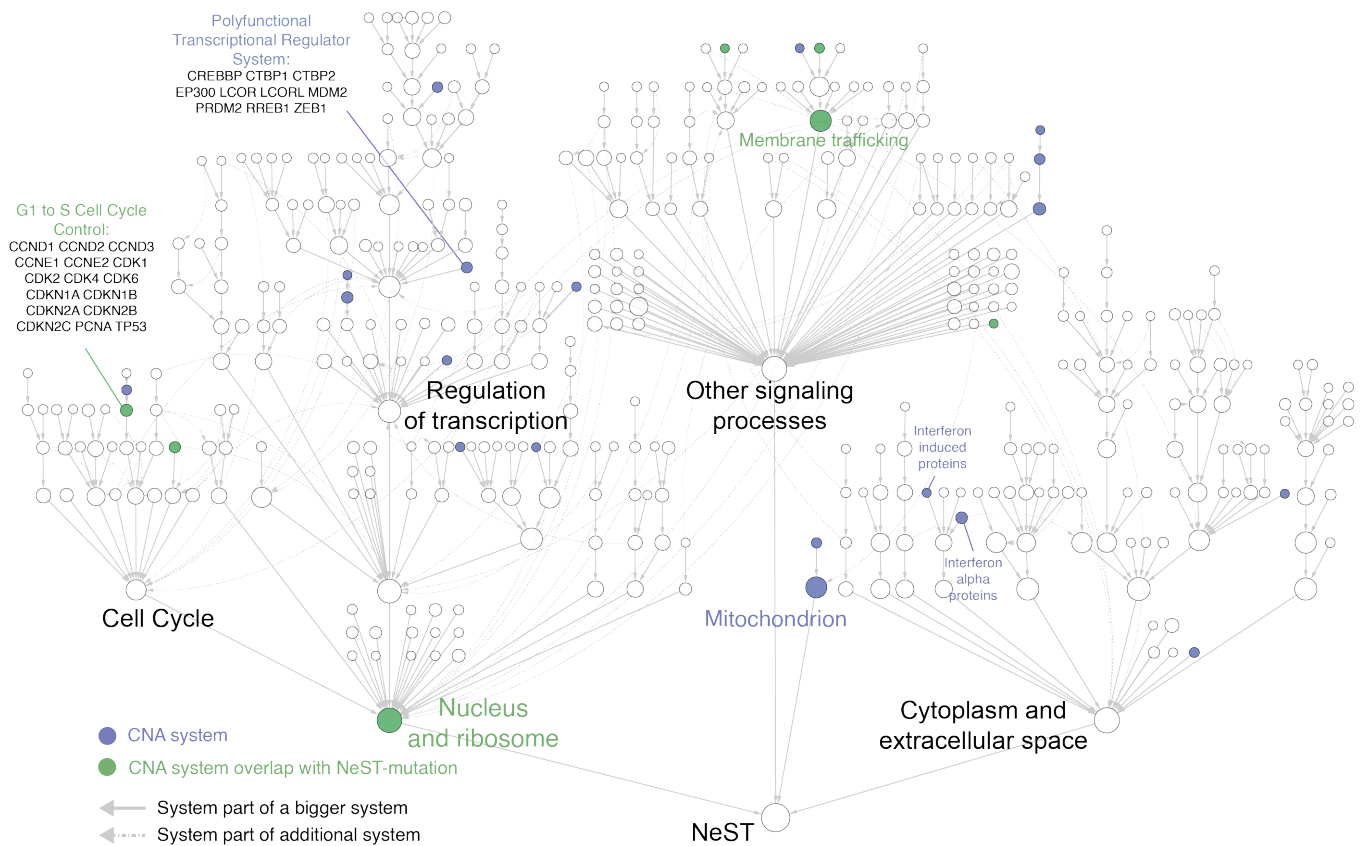 Polyfunctional
Transcriptional Regulator
System:
CREBBP CTBP1 CTBP2
EP300 LCOR LCORL MDM2
PRDM2 RREB1 ZEB1
Membrane trafficking
G1 to S Cell Cycle
Control:
CCND1 CCND2 CCND3
CCNE1 CCNE2 CDK1
CDK2 CDK4 CDK6
CDKN1A CDKN1B
CDKN2A CDKN2B
CDKN2C PCNA TP53
Regulation
of transcription
Other signaling
processes
Interferon
induced
proteins
Interferon
alpha
proteins
Cell Cycle
Mitochondrion
Nucleus
and ribosome
Cytoplasm and
extracellular space
CNA system
CNA system overlap with NeST-mutation
System part of a bigger system
System part of additional system
NeST